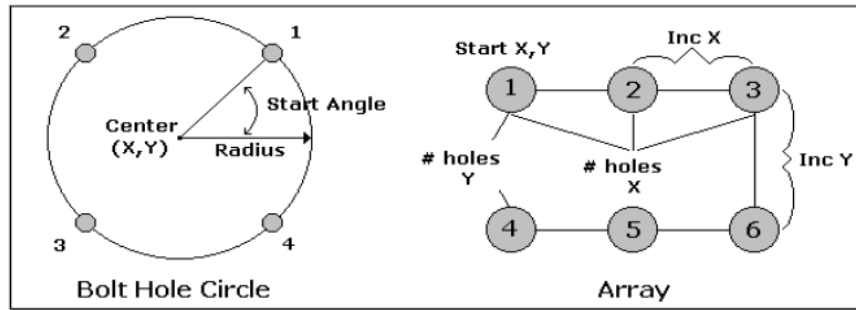 2
1
Start Angle
Center
(X,Y)
Radius
3
4
Bolt Hole Circle
Start X,Y
Inc X
1
2
3
# holes
Y
# holes
X
Inc Y
4
5
6
Array